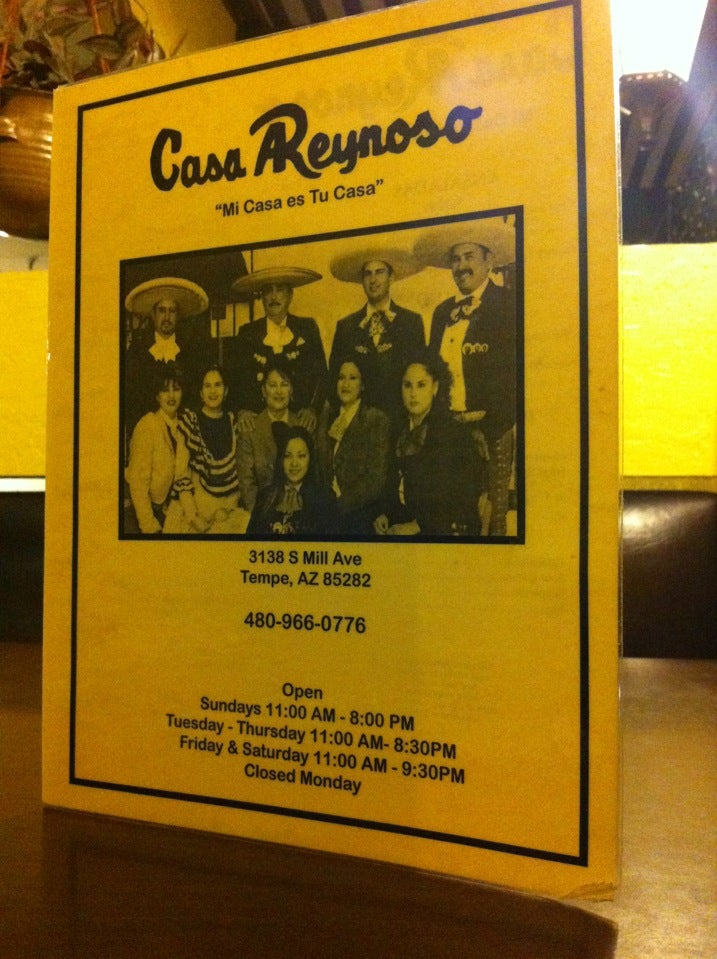 Casa Reynoso
"Mi Casa es Tu Casa"
3138 S Mill Ave
Tempe, AZ 85282
480-966-0776
Open
Sundays 11:00 AM - 8:00 PM
Tuesday - Thursday 11:00 AM- 8:30PM
Friday & Saturday 11:00 AM - 9:30PM
Closed Monday